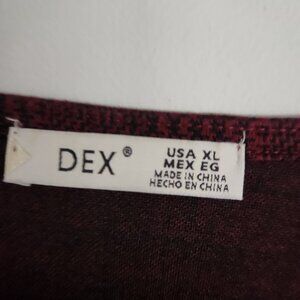 DEX®
USA XL
MEX EG
MADE IN CHINA
HECHO EN CHINA